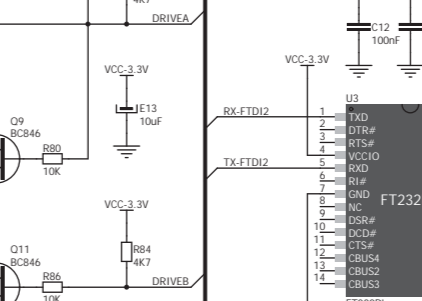 4K7
DRIVEA
C12
100nF
VCC-3.3V
VCC-3.3V
E13
10uF
U3
RX-FTDI2
1 TXD
2 DTR#
3 RTS#
4 VCCIO
TX-FTDI2
5 RXD
6 RI#
7 GND
8 NC
9 DSR#
10 DCD#
11 CTS#
12 CBUS4
13 CBUS2
14 CBUS3
FT232
Q9
BC846
R80
10K
VCC-3.3V
R84
4K7
Q11
BC846
R86
10K
DRIVEB